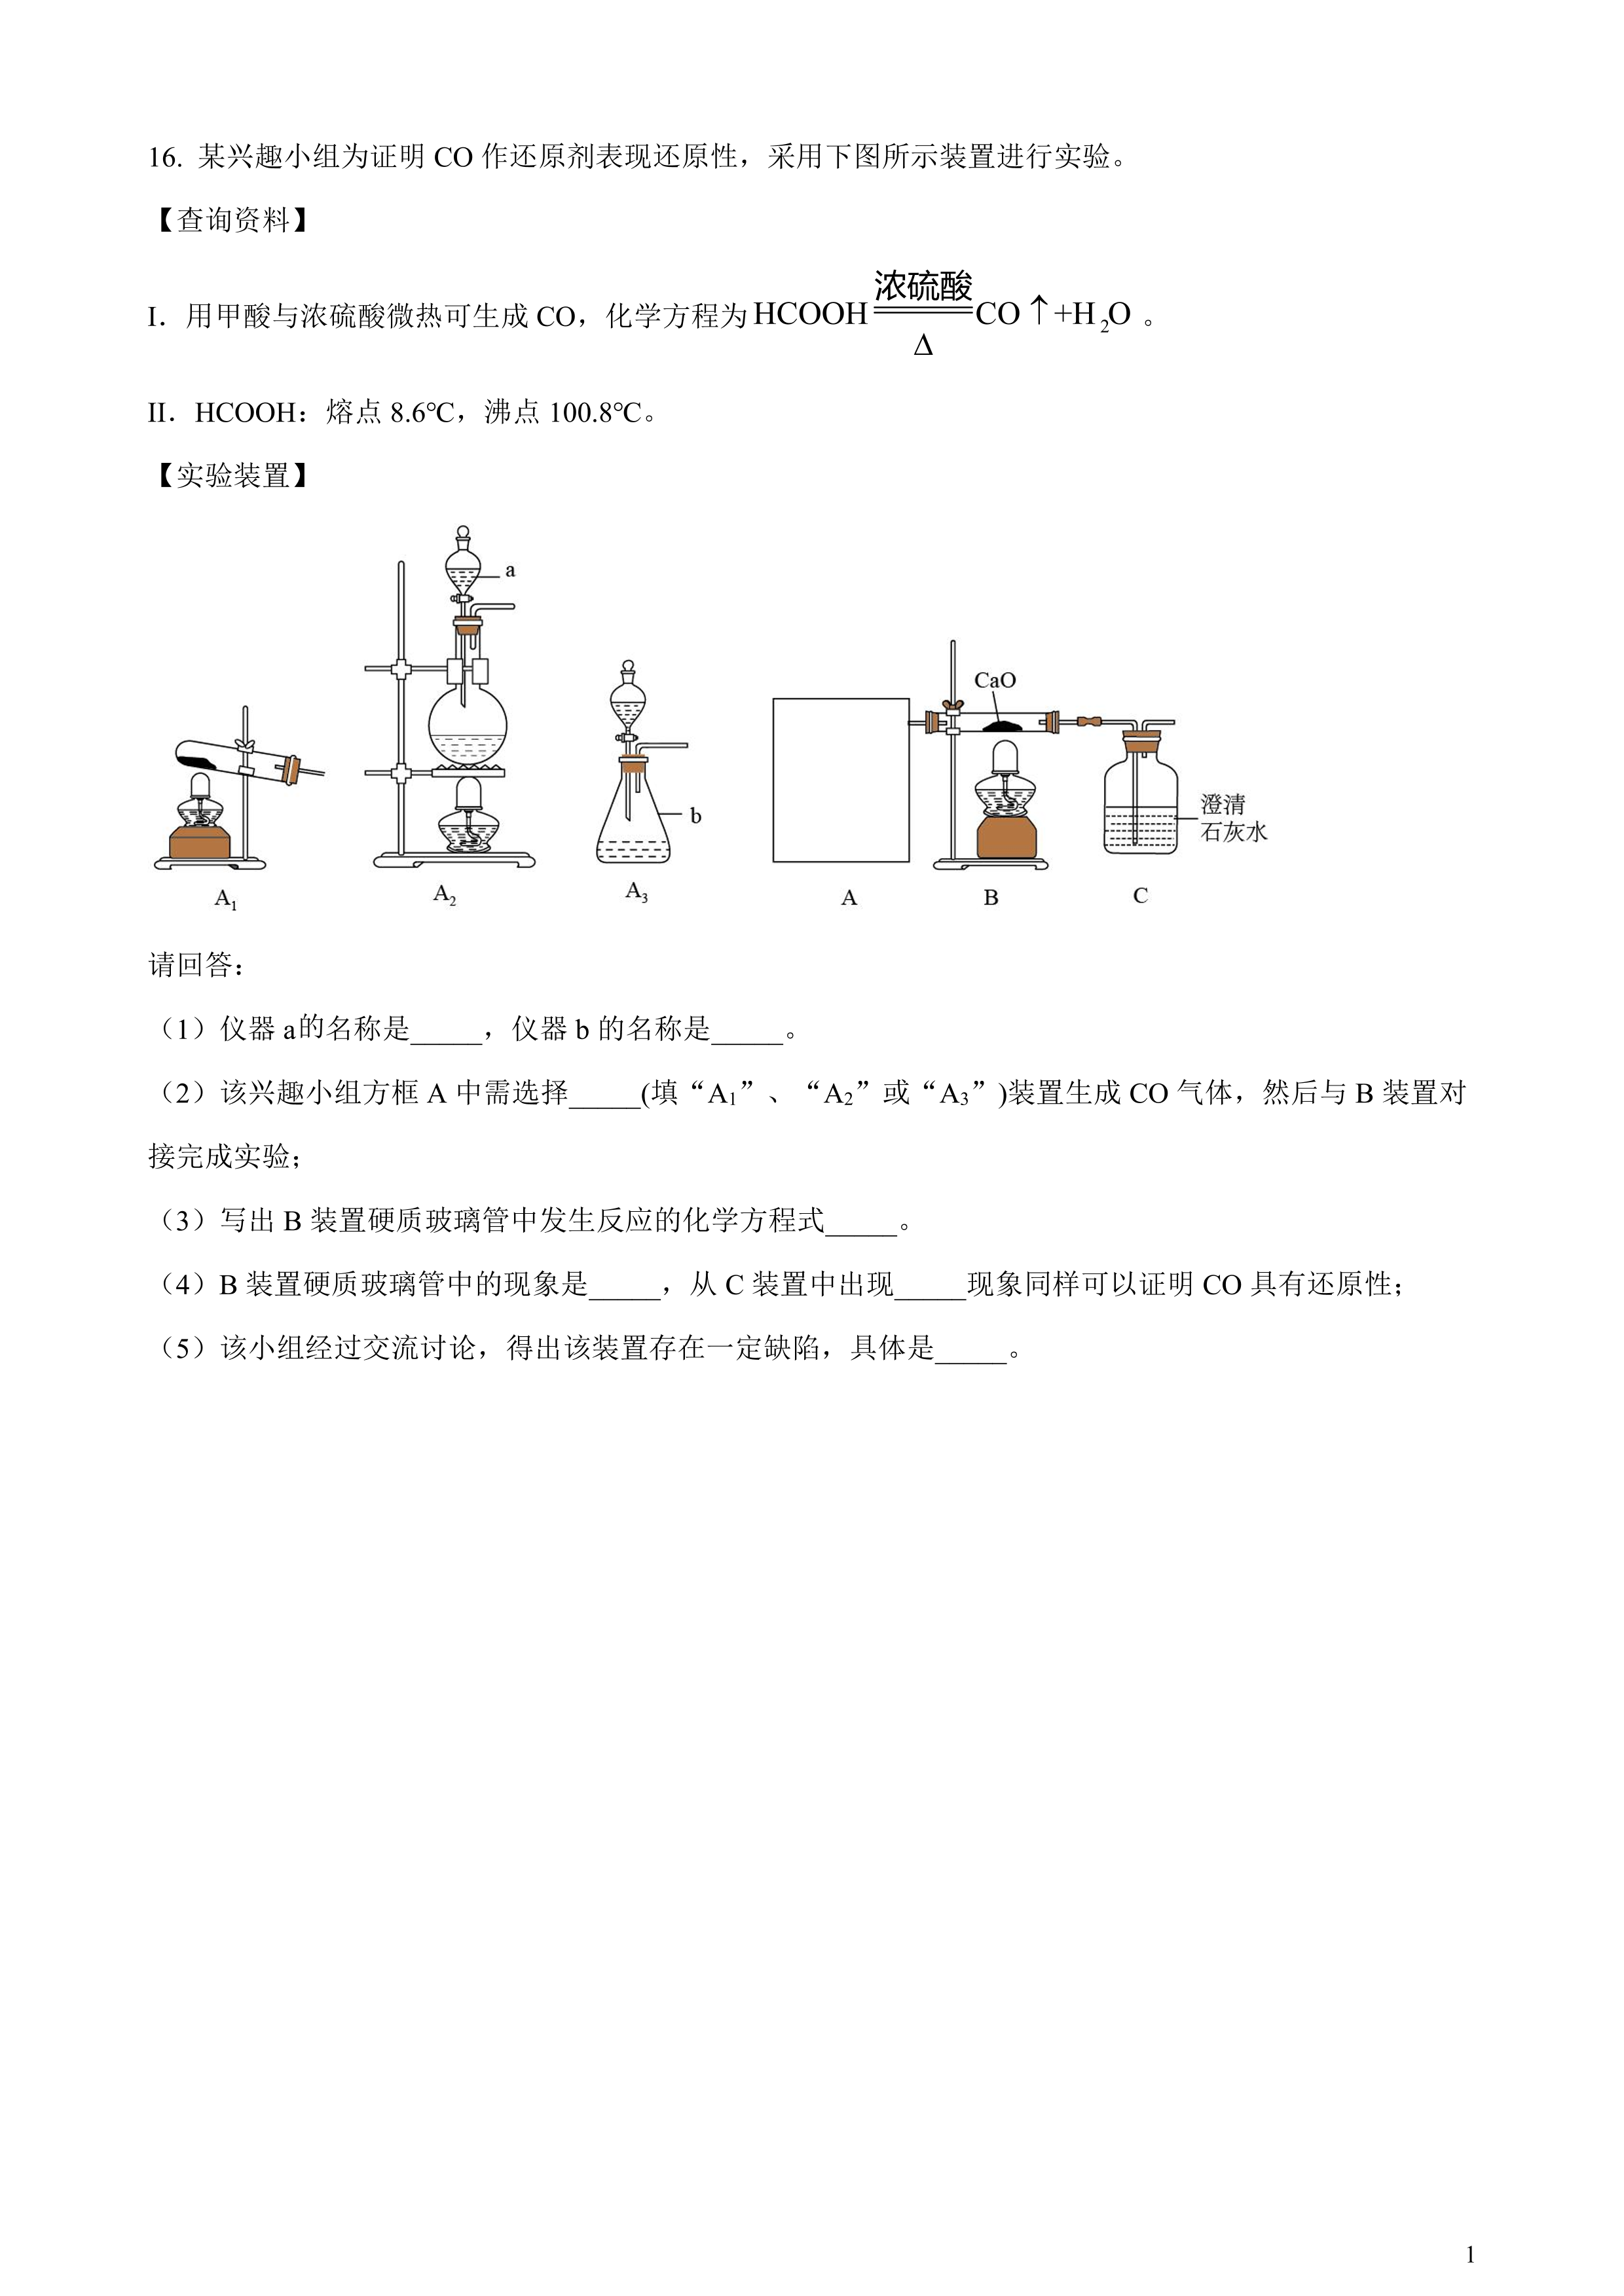 16. 某兴趣小组为证明 CO 作还原剂表现还原性，采用下图所示装置进行实验。
【查询资料】
I．用甲酸与浓硫酸微热可生成 CO，化学方程为 HCOOH 浓硫酸 ═══ Δ CO↑+H₂O 。
II．HCOOH：熔点 8.6℃，沸点 100.8℃。
【实验装置】
a
b
CaO
澄清
石灰水
A₁ A₂ A₃ A B C
请回答：
（1）仪器 a的名称是_____，仪器 b 的名称是_____。
（2）该兴趣小组方框 A 中需选择_____(填“A₁”、“A₂”或“A₃”)装置生成 CO 气体，然后与 B 装置对
接完成实验；
（3）写出 B 装置硬质玻璃管中发生反应的化学方程式_____。
（4）B 装置硬质玻璃管中的现象是_____，从 C 装置中出现_____现象同样可以证明 CO 具有还原性；
（5）该小组经过交流讨论，得出该装置存在一定缺陷，具体是_____。
1